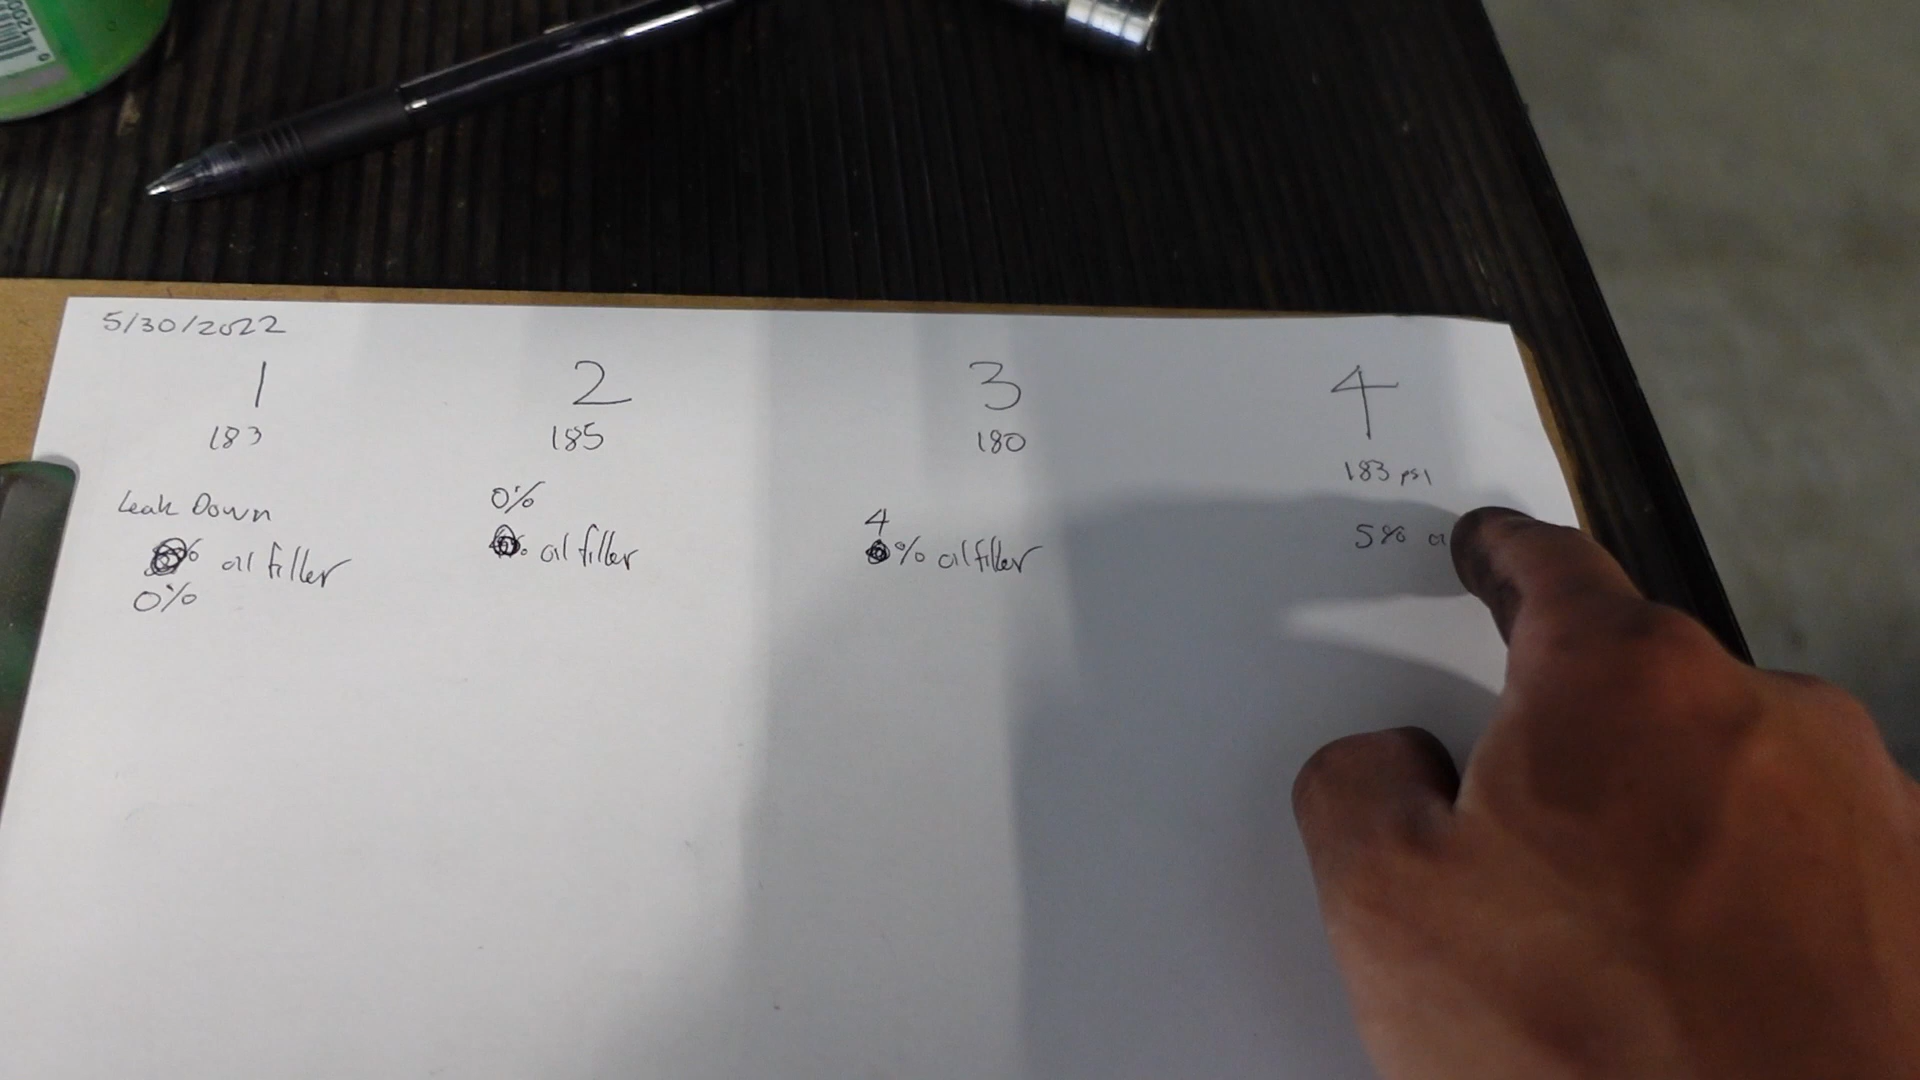 5/30/2022
1 2 3 4
183 185 180 183 psi
Leak Down
% oil filler
0%
0%
oil filler
4
% oil filler
5%